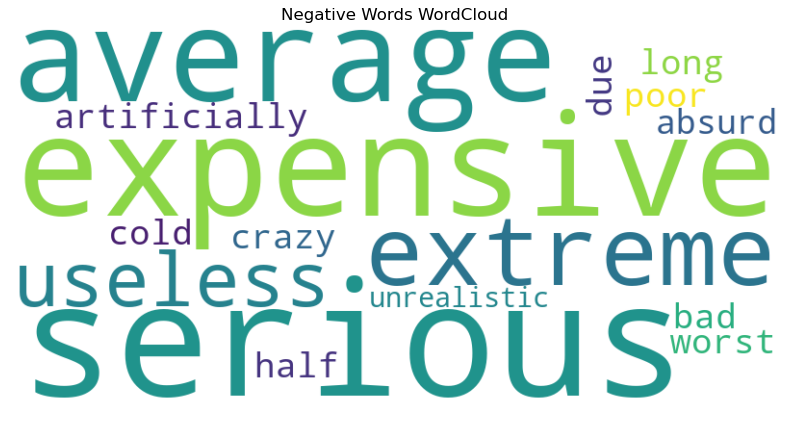 Negative Words WordCloud
average
due
long
poor
artificially
absurd
expensive
cold
crazy
extreme
useless
unrealistic
serious
bad
worst
half